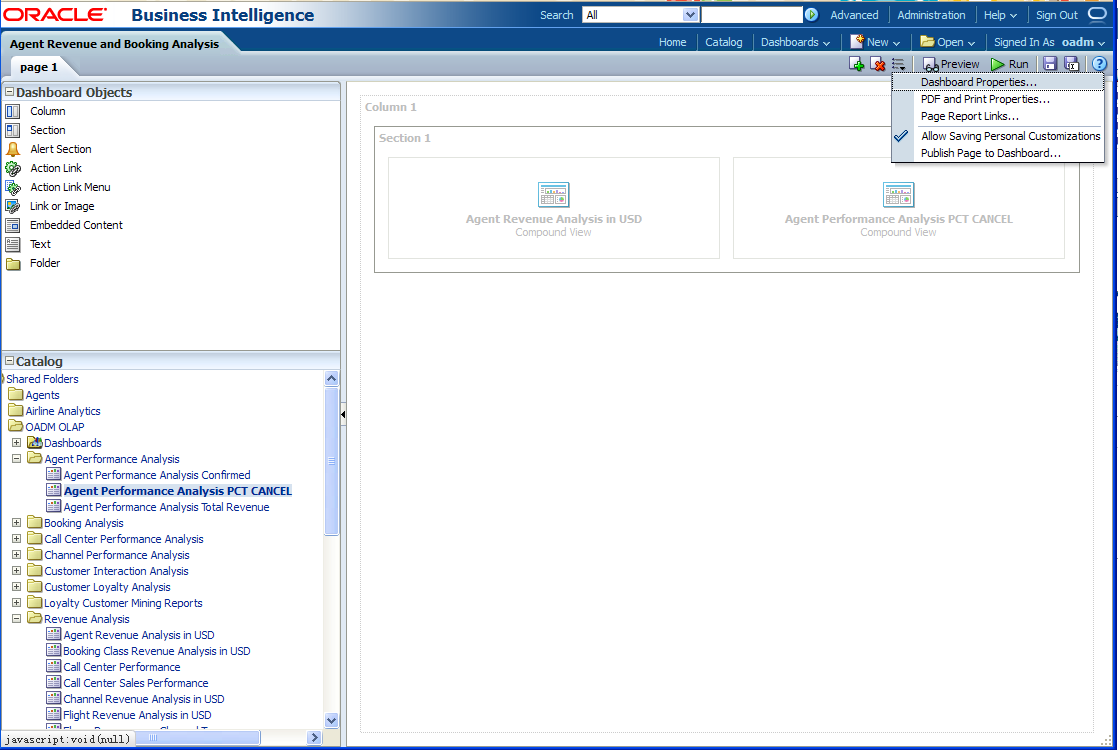 ORACLE Business Intelligence Search All Advanced Administration Help Sign Out
Agent Revenue and Booking Analysis Home Catalog Dashboards New Open Signed In As oadm
page 1 Preview Run
Dashboard Properties...
PDF and Print Properties...
Page Report Links...
Allow Saving Personal Customizations
Publish Page to Dashboard...
Dashboard Objects
Column
Section
Alert Section
Action Link
Action Link Menu
Link or Image
Embedded Content
Text
Folder
Column 1
Section 1
Agent Revenue Analysis in USD
Compound View
Agent Performance Analysis PCT CANCEL
Compound View
Catalog
Shared Folders
Agents
Airline Analytics
OADM OLAP
Dashboards
Agent Performance Analysis
Agent Performance Analysis Confirmed
Agent Performance Analysis PCT CANCEL
Agent Performance Analysis Total Revenue
Booking Analysis
Call Center Performance Analysis
Channel Performance Analysis
Customer Interaction Analysis
Customer Loyalty Analysis
Loyalty Customer Mining Reports
Revenue Analysis
Agent Revenue Analysis in USD
Booking Class Revenue Analysis in USD
Call Center Performance
Call Center Sales Performance
Channel Revenue Analysis in USD
Flight Revenue Analysis in USD
javascript:void(null)